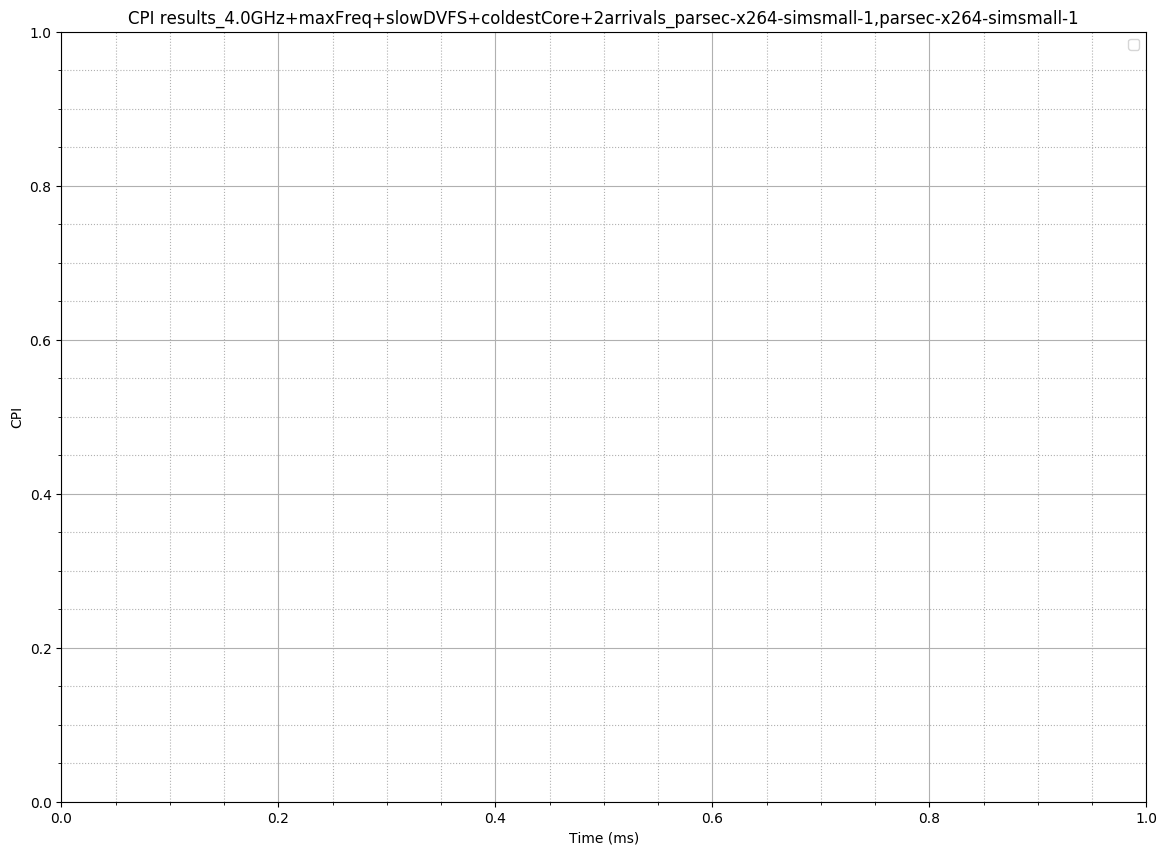 CPI results_4.0GHz+maxFreq+slowDVFS+coldestCore+2arrivals_parsec-x264-simsmall-1,parsec-x264-simsmall-1
1.0
0.8
0.6
0.4
0.2
0.0
CPI
0.0 0.2 0.4 0.6 0.8 1.0
Time (ms)